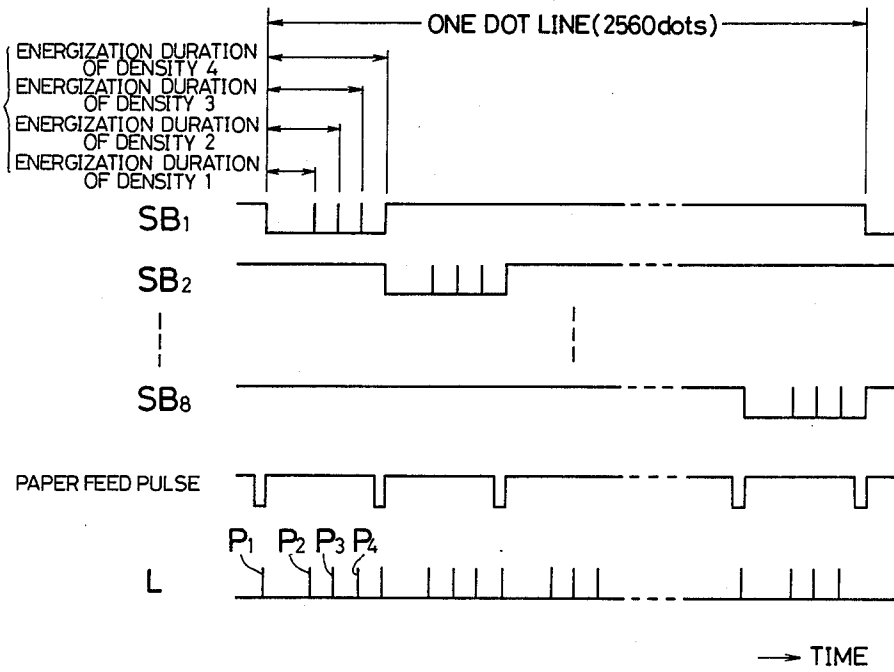 ONE DOT LINE(2560dots)
ENERGIZATION DURATION
OF DENSITY 4
ENERGIZATION DURATION
OF DENSITY 3
ENERGIZATION DURATION
OF DENSITY 2
ENERGIZATION DURATION
OF DENSITY 1
SB1
SB2
SB8
PAPER FEED PULSE
P1 P2 P3 P4
L
TIME